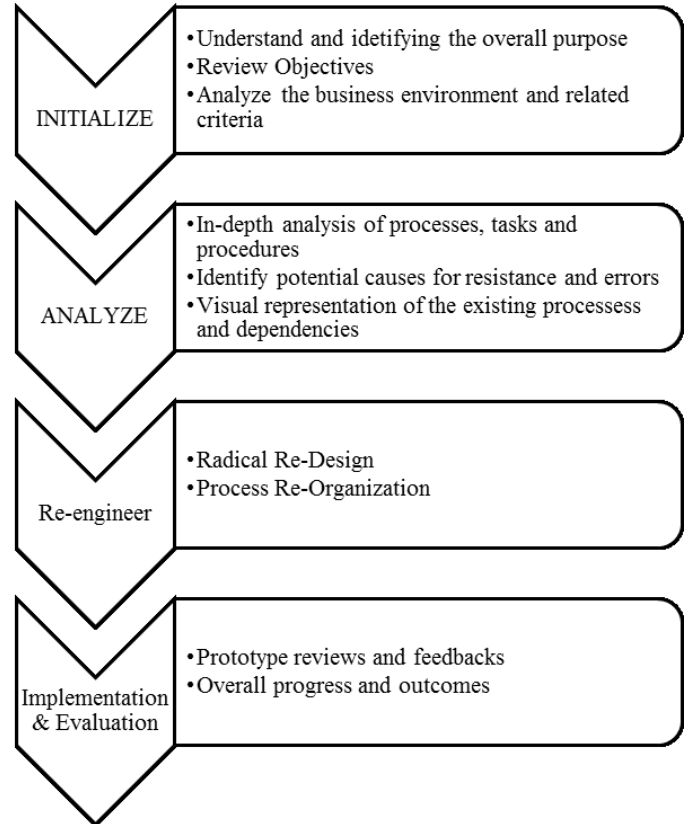 INITIALIZE
•Understand and idetifying the overall purpose
•Review Objectives
•Analyze the business environment and related
criteria
ANALYZE
•In-depth analysis of processes, tasks and
procedures
•Identify potential causes for resistance and errors
•Visual representation of the existing processess
and dependencies
Re-engineer
•Radical Re-Design
•Process Re-Organization
Implementation
& Evaluation
•Prototype reviews and feedbacks
•Overall progress and outcomes